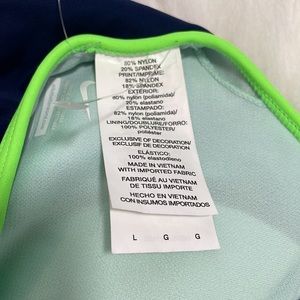 80% NYLON
20% SPANDEX
PRINT/IMPRIMÉ:
82% NYLON
18% SPANDEX
EXTERIOR:
80% nylon (poliamida)/
20% elastano
ESTAMPADO:
82% nylon (poliamida)/
18% elastano
LINING/DOUBLURE/FORRO:
100% POLYESTER/
poliéster
EXCLUSIVE OF DECORATION/
EXCLUSIF DE DECORATION/
ELÁSTICO:
100% elastodieno
MADE IN VIETNAM
WITH IMPORTED FABRIC
FABRIQUÉ AU VIETNAM
DE TISSU IMPORTÉ
HECHO EN VIETNAM
CON INSUMOS IMPORTADOS
L G G